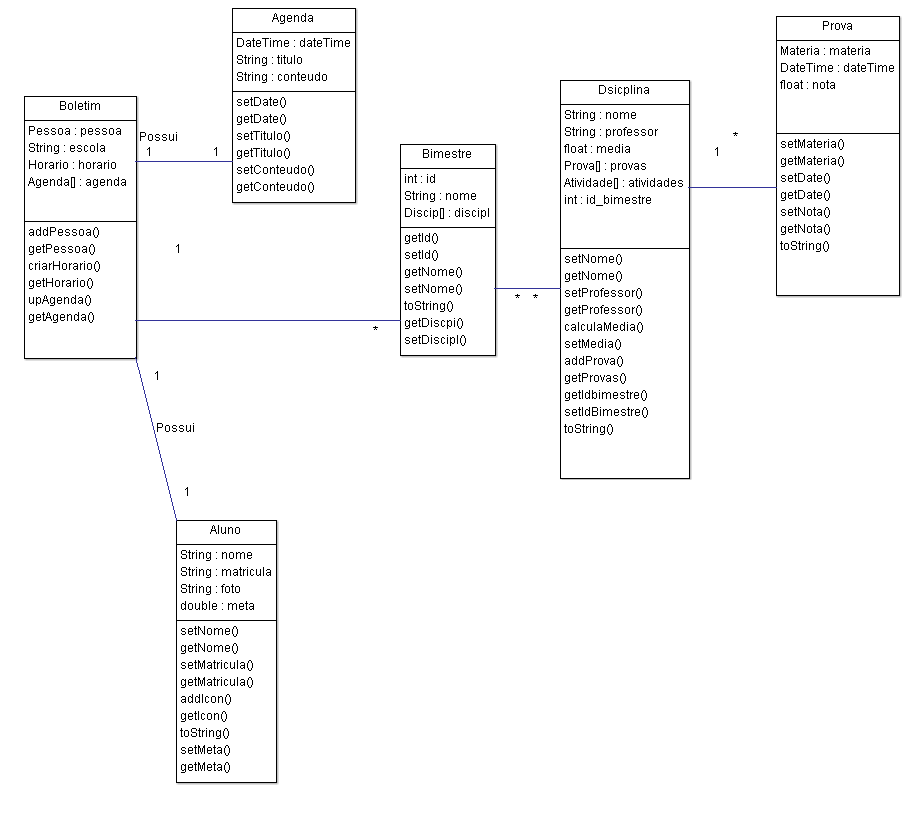 Agenda
DateTime : dateTime
String : titulo
String : conteudo
setDate()
getDate()
setTitulo()
getTitulo()
setConteudo()
getConteudo()
Prova
Materia : materia
DateTime : dateTime
float : nota
setMateria()
getMateria()
setDate()
getDate()
setNota()
getNota()
toString()
Boletim
Pessoa : pessoa
String : escola
Horario : horario
Agenda[] : agenda
addPessoa()
getPessoa()
criarHorario()
getHorario()
upAgenda()
getAgenda()
Possui
1
1
Bimestre
int : id
String : nome
Discip[] : discipl
getId()
setId()
getNome()
setNome()
toString()
getDiscpi()
setDiscipl()
Dsicplina
String : nome
String : professor
float : media
Prova[] : provas
Atividade[] : atividades
int : id_bimestre
setNome()
getNome()
setProfessor()
getProfessor()
calculaMedia()
setMedia()
addProva()
getProvas()
getIdbimestre()
setIdBimestre()
toString()
*
1
1
*
* *
1
Possui
1
Aluno
String : nome
String : matricula
String : foto
double : meta
setNome()
getNome()
setMatricula()
getMatricula()
addIcon()
getIcon()
toString()
setMeta()
getMeta()